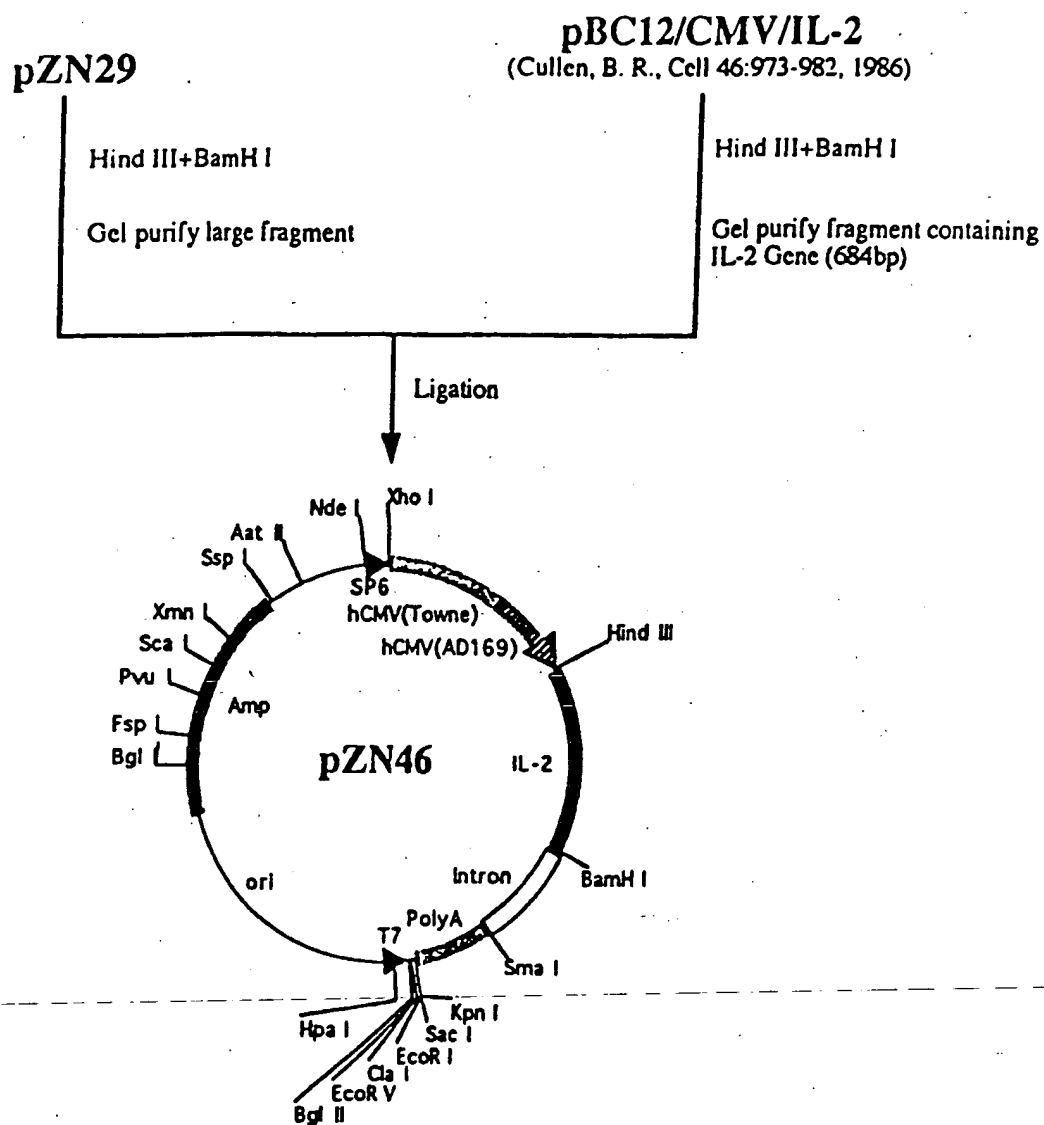 pBC12/CMV/IL-2
pZN29
(Cullen, B. R., Cell 46:973-982, 1986)
Hind III+BamH I
Hind III+BamH I
Gel purify large fragment
Gel purify fragment containing
IL-2 Gene (684bp)
Ligation
Nde I
Xho I
Aat II
Ssp I
SP6
Xmn I
hCMV(Towne)
Hind III
Sca I
hCMV(AD169)
Pvu I
Amp
Fsp I
Bgl I
pZN46
IL-2
ori
Intron
BamH I
PolyA
T7
Sma I
Hpa I
Kpn I
Sac I
EcoR I
Cla I
EcoR V
Bgl II